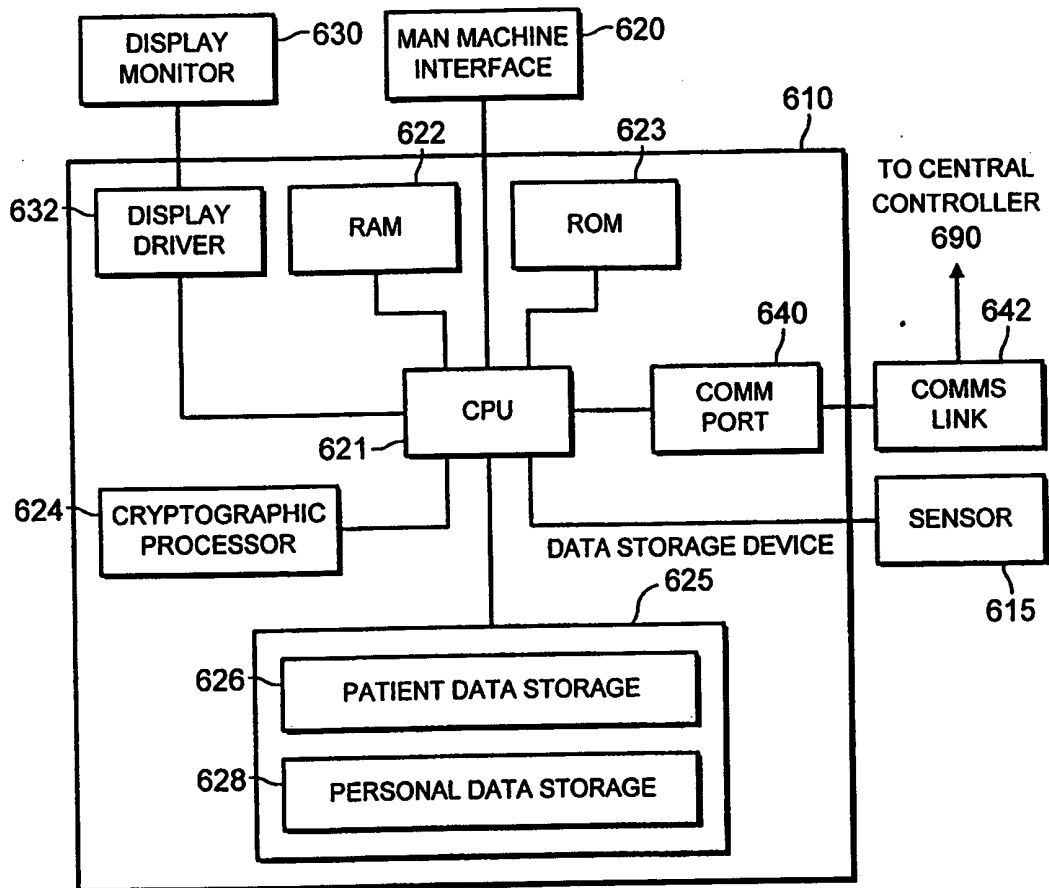 DISPLAY
MONITOR
630
MAN MACHINE
INTERFACE
620
610
622
623
TO CENTRAL
CONTROLLER
690
632
DISPLAY
DRIVER
RAM
ROM
640
642
CPU
621
COMM
PORT
COMMS
LINK
624
CRYPTOGRAPHIC
PROCESSOR
SENSOR
615
DATA STORAGE DEVICE
625
626
PATIENT DATA STORAGE
628
PERSONAL DATA STORAGE